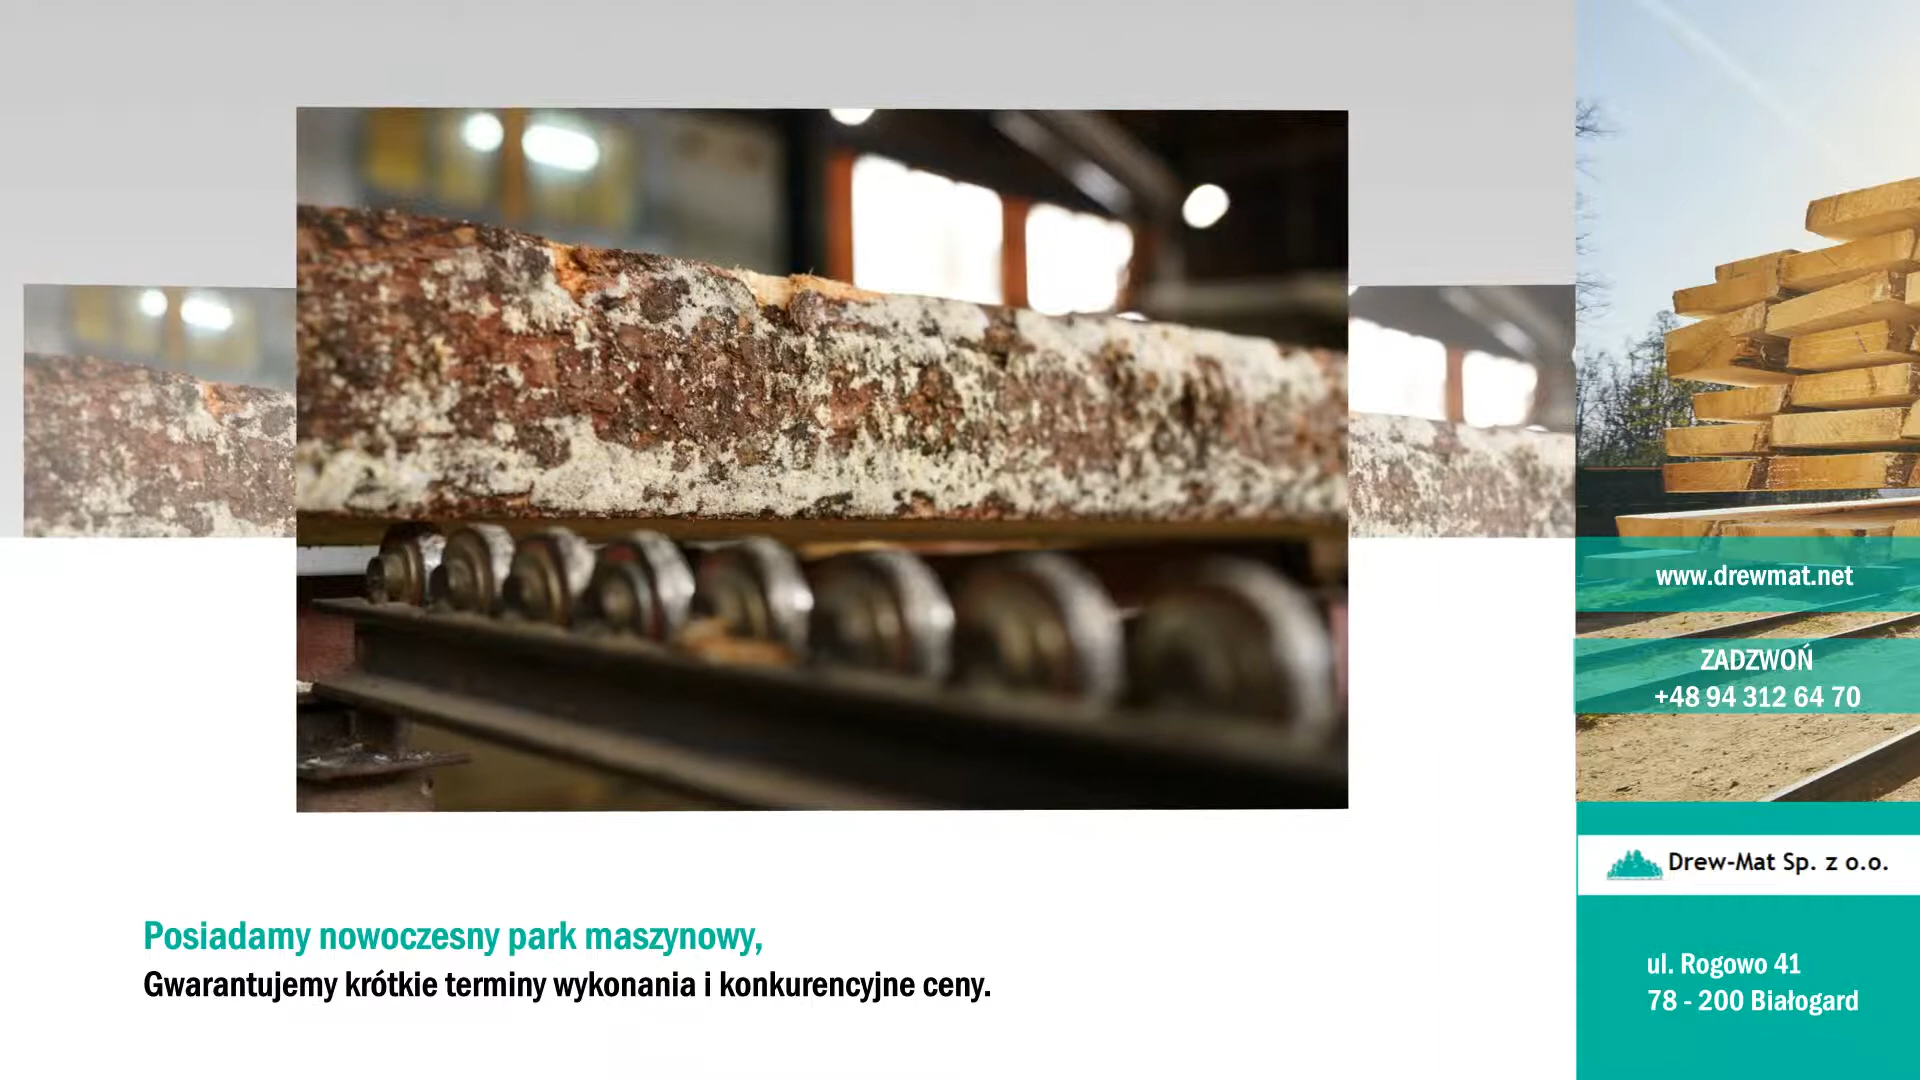 Posiadamy nowoczesny park maszynowy,
Gwarantujemy krótkie terminy wykonania i konkurencyjne ceny.
www.drewmat.net
ZADZWOŃ
+48 94 312 64 70
Drew-Mat Sp. z o.o.
ul. Rogowo 41
78 - 200 Białogard